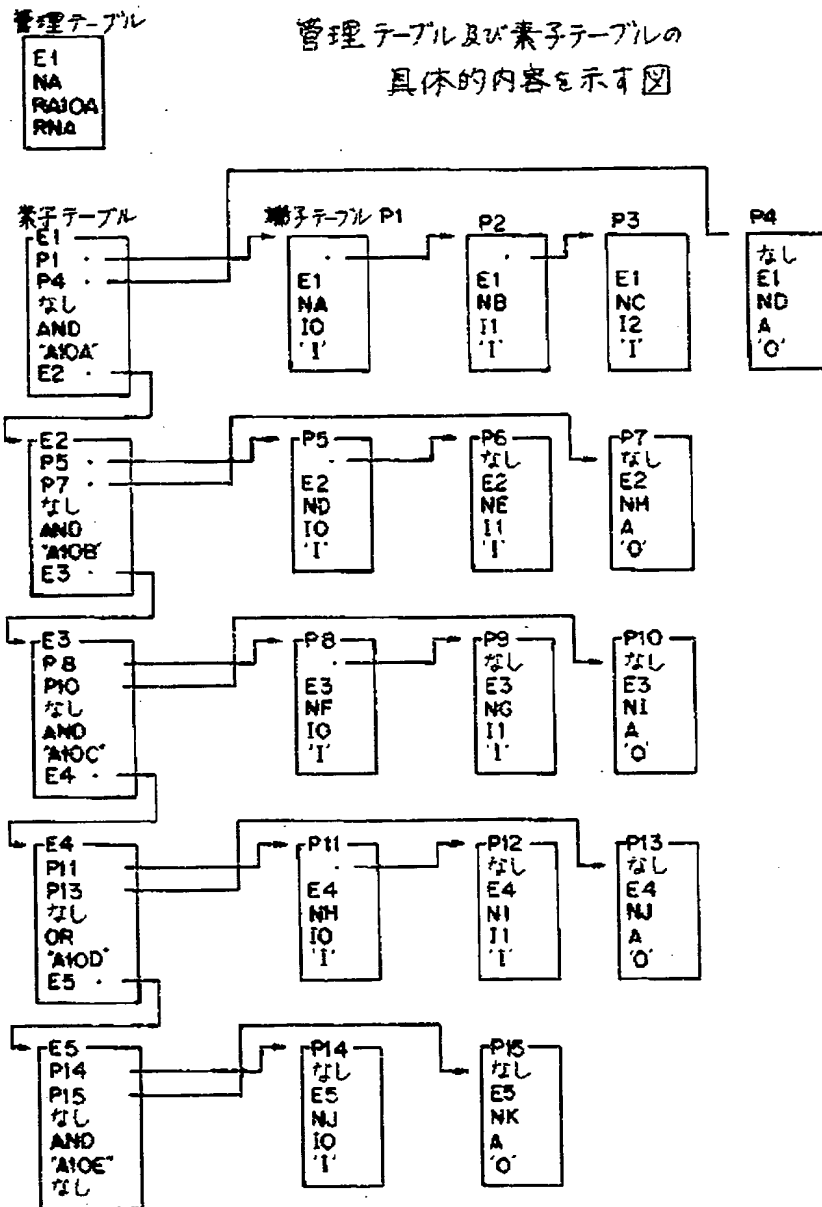 管理テーブル
管理テーブル及び素子テーブルの
具体的内容を示す図
E1
NA
RA10A
RNA
素子テーブル
E1
P1
P4
なし
AND
"A10A"
E2
端子テーブル P1
E1
NA
I0
'I'
P2
E1
NB
I1
'I'
P3
E1
NC
I2
'I'
P4
なし
E1
ND
A
'O'
E2
P5
P7
なし
AND
"A10B"
E3
P5
E2
ND
I0
'I'
P6
なし
E2
NE
I1
'I'
P7
なし
E2
NH
A
'O'
E3
P8
P10
なし
AND
"A10C"
E4
P8
E3
NF
I0
'I'
P9
なし
E3
NG
I1
'I'
P10
なし
E3
NI
A
'O'
E4
P11
P13
なし
OR
"A10D"
E5
P11
E4
NH
I0
'I'
P12
なし
E4
NI
I1
'I'
P13
なし
E4
NJ
A
'O'
E5
P14
P15
なし
AND
"A10E"
なし
P14
なし
E5
NJ
I0
'I'
P15
なし
E5
NK
A
'O'